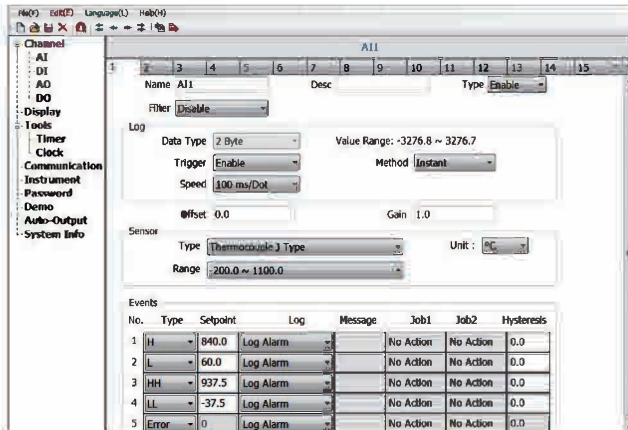 File(F) Edit(E) Language(L) Help(H)
Channel
AI
DI
AO
DO
Display
Tools
Timer
Clock
Communication
Instrument
Password
Demo
Auto-Output
System Info
AI1
1 2 3 4 5 6 7 8 9 10 11 12 13 14 15
Name AI1 Desc Type Enable
Filter Disable
Log
Data Type 2 Byte Value Range: -3276.8 ~ 3276.7
Trigger Enable Method Instant
Speed 100 ms/Dot
Offset 0.0 Gain 1.0
Sensor
Type Thermocouple J Type Unit : ºC
Range -200.0 ~ 1100.0
Events
No. Type Setpoint Log Message Job1 Job2 Hysteresis
1 H 840.0 Log Alarm No Action No Action 0.0
2 L 60.0 Log Alarm No Action No Action 0.0
3 HH 937.5 Log Alarm No Action No Action 0.0
4 LL -37.5 Log Alarm No Action No Action 0.0
5 Error 0 Log Alarm No Action No Action 0.0